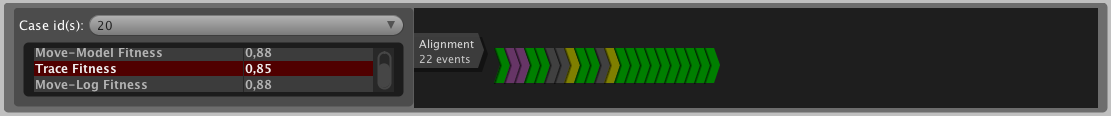 Case id(s): 20
Move-Model Fitness 0,88
Trace Fitness 0,85
Move-Log Fitness 0,88
Alignment
22 events